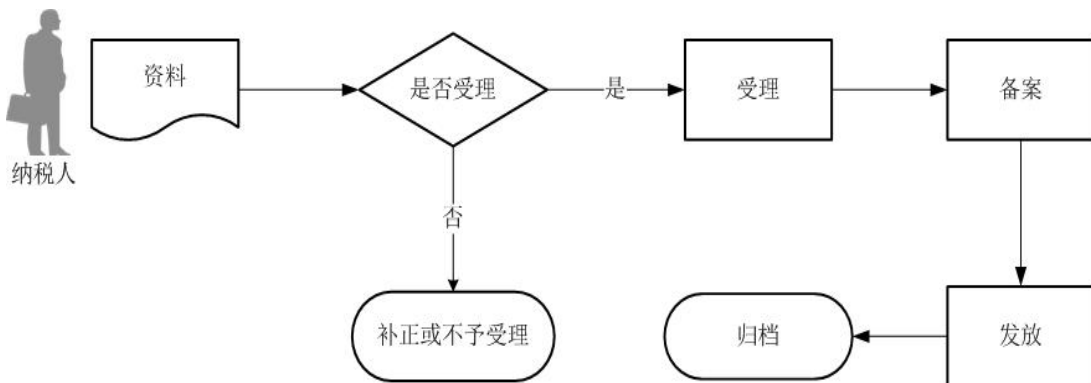 资料
是否受理
是
受理
备案
纳税人
否
补正或不予受理
归档
发放